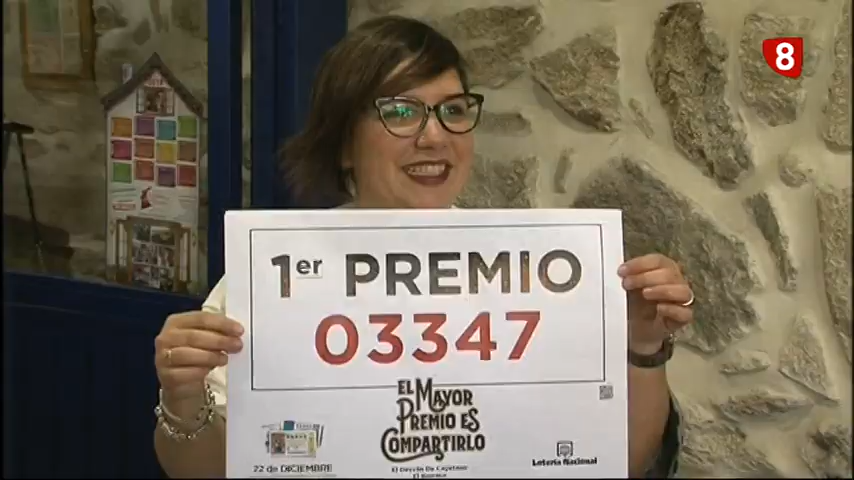 8
1er PREMIO
03347
EL MAYOR
PREMIO ES
COMPARTIRLO
22 de DICIEMBRE
Lotería Nacional